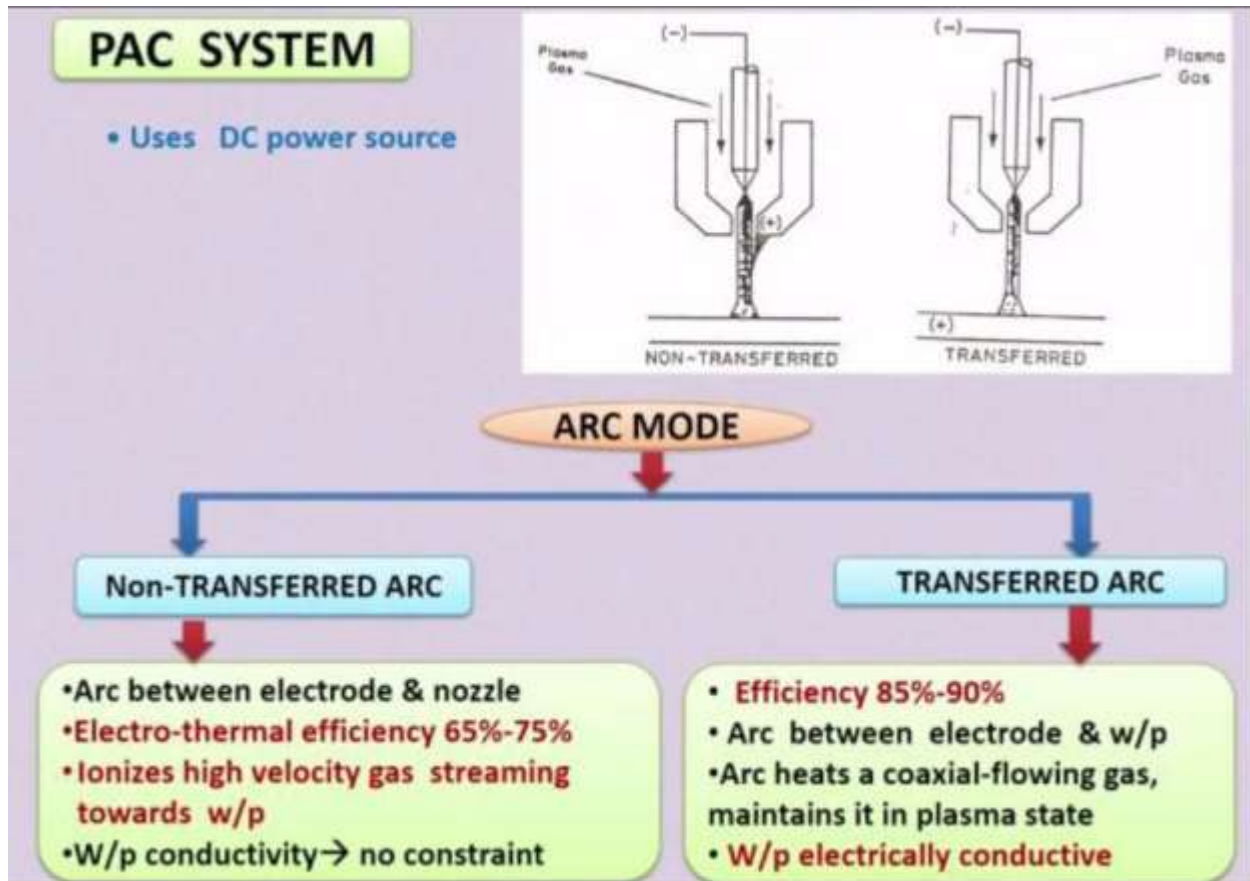 PAC SYSTEM
• Uses DC power source
(-)
Plasma
Gas
(+)
NON-TRANSFERRED
(-)
Plasma
Gas
(+)
TRANSFERRED
ARC MODE
Non-TRANSFERRED ARC
•Arc between electrode & nozzle
•Electro-thermal efficiency 65%-75%
•Ionizes high velocity gas streaming
towards w/p
•W/p conductivity→ no constraint
TRANSFERRED ARC
• Efficiency 85%-90%
• Arc between electrode & w/p
•Arc heats a coaxial-flowing gas,
maintains it in plasma state
• W/p electrically conductive